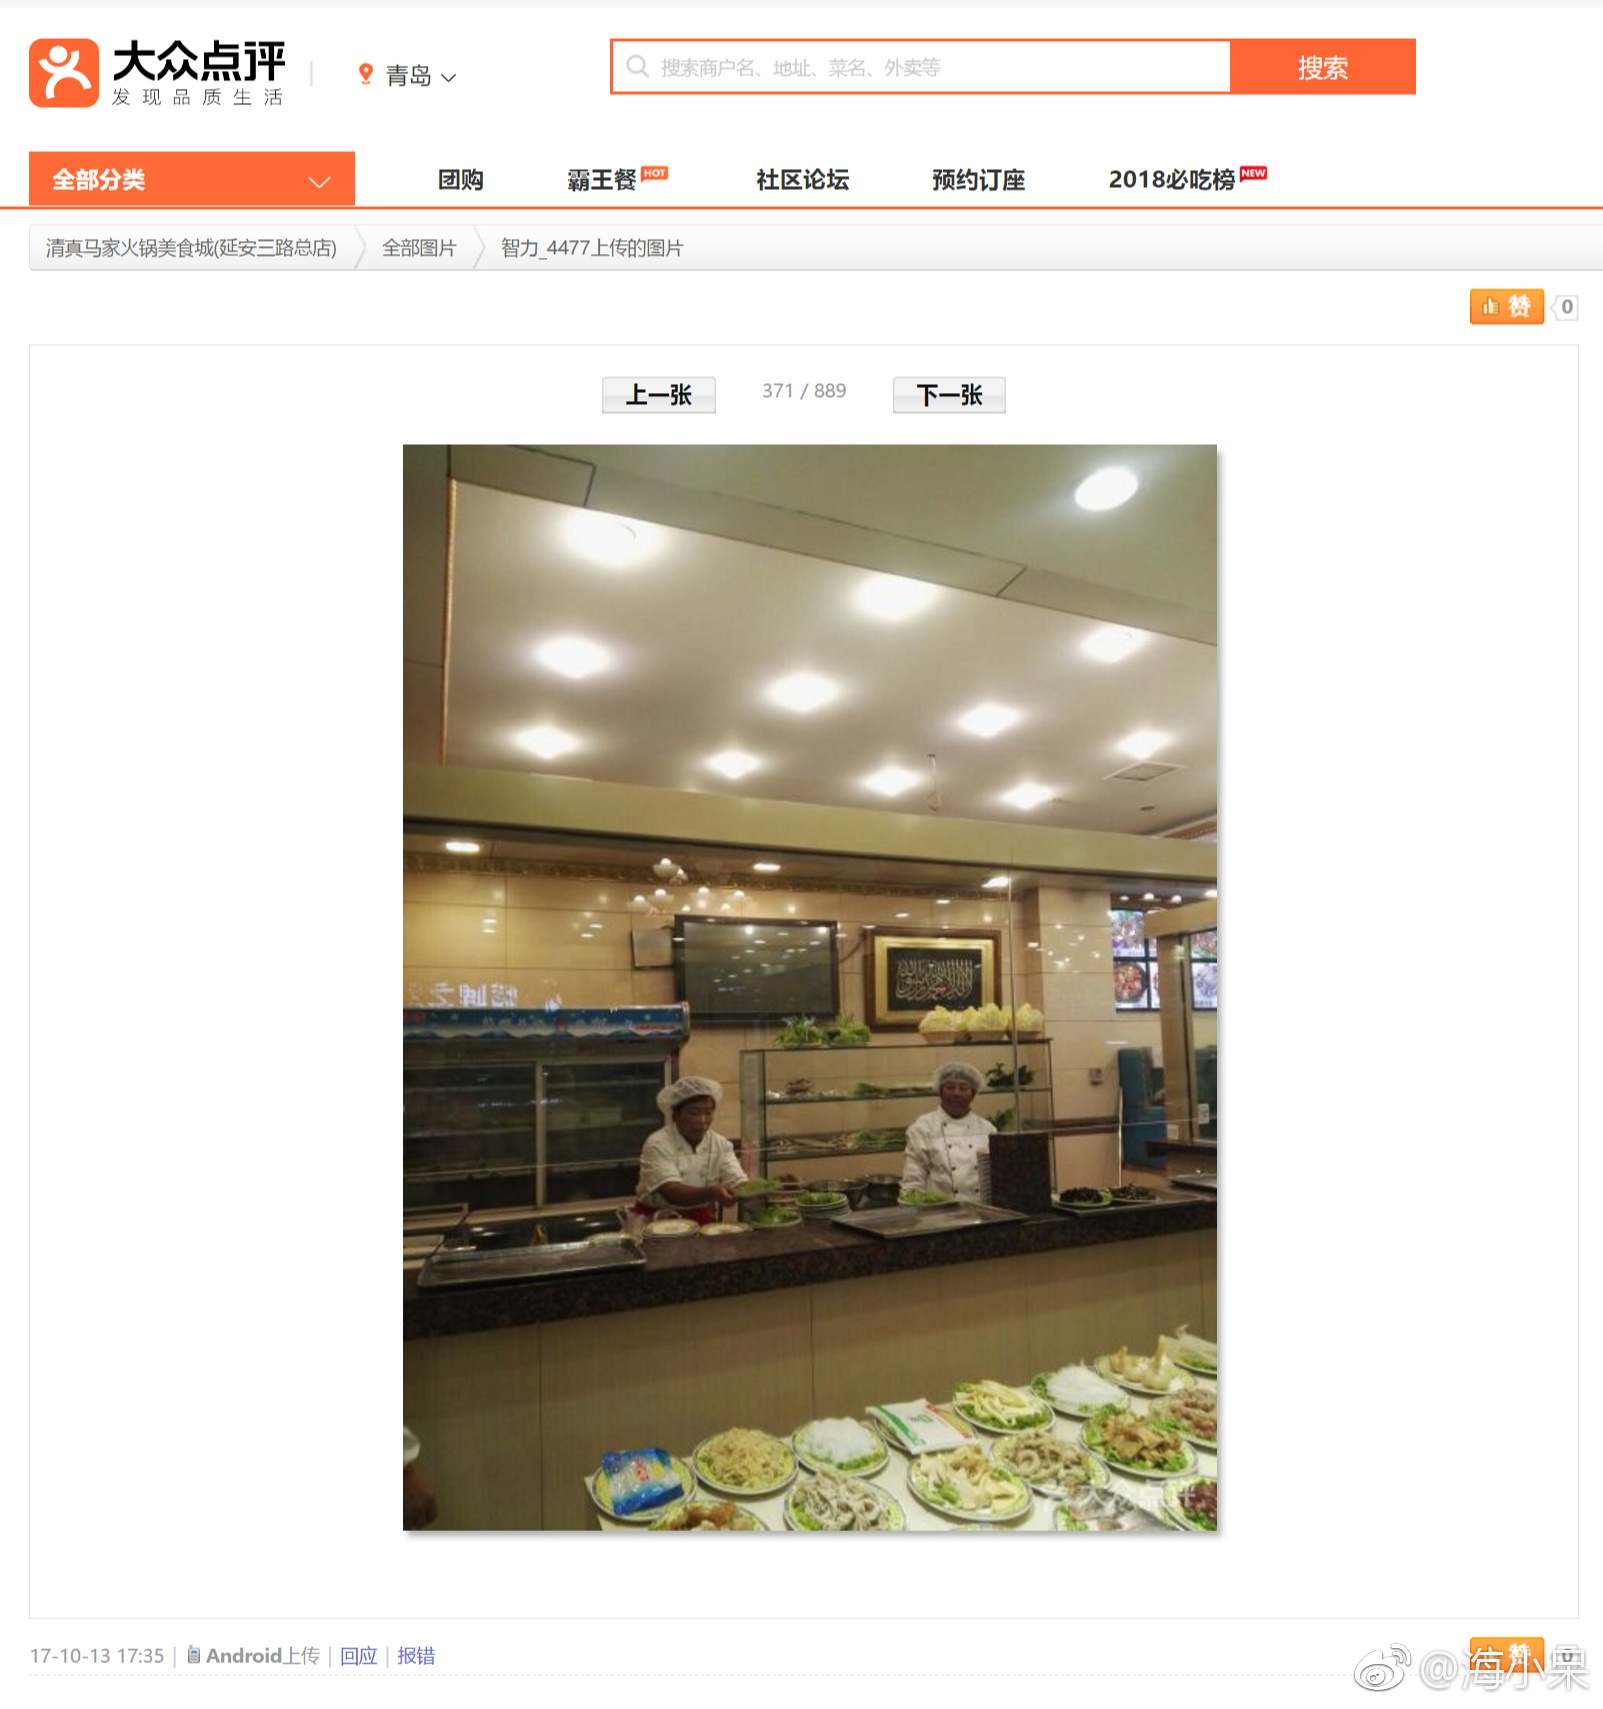 大众点评
发现品质生活
青岛
搜索商户名、地址、菜名、外卖等
搜索
全部分类
团购
霸王餐 HOT
社区论坛
预约订座
2018必吃榜 NEW
清真马家火锅美食城(延安三路总店)
全部图片
智力_4477上传的图片
赞 0
上一张
371 / 889
下一张
大众点评
17-10-13 17:35 | Android上传 | 回应 | 报错
赞 0
@海小果